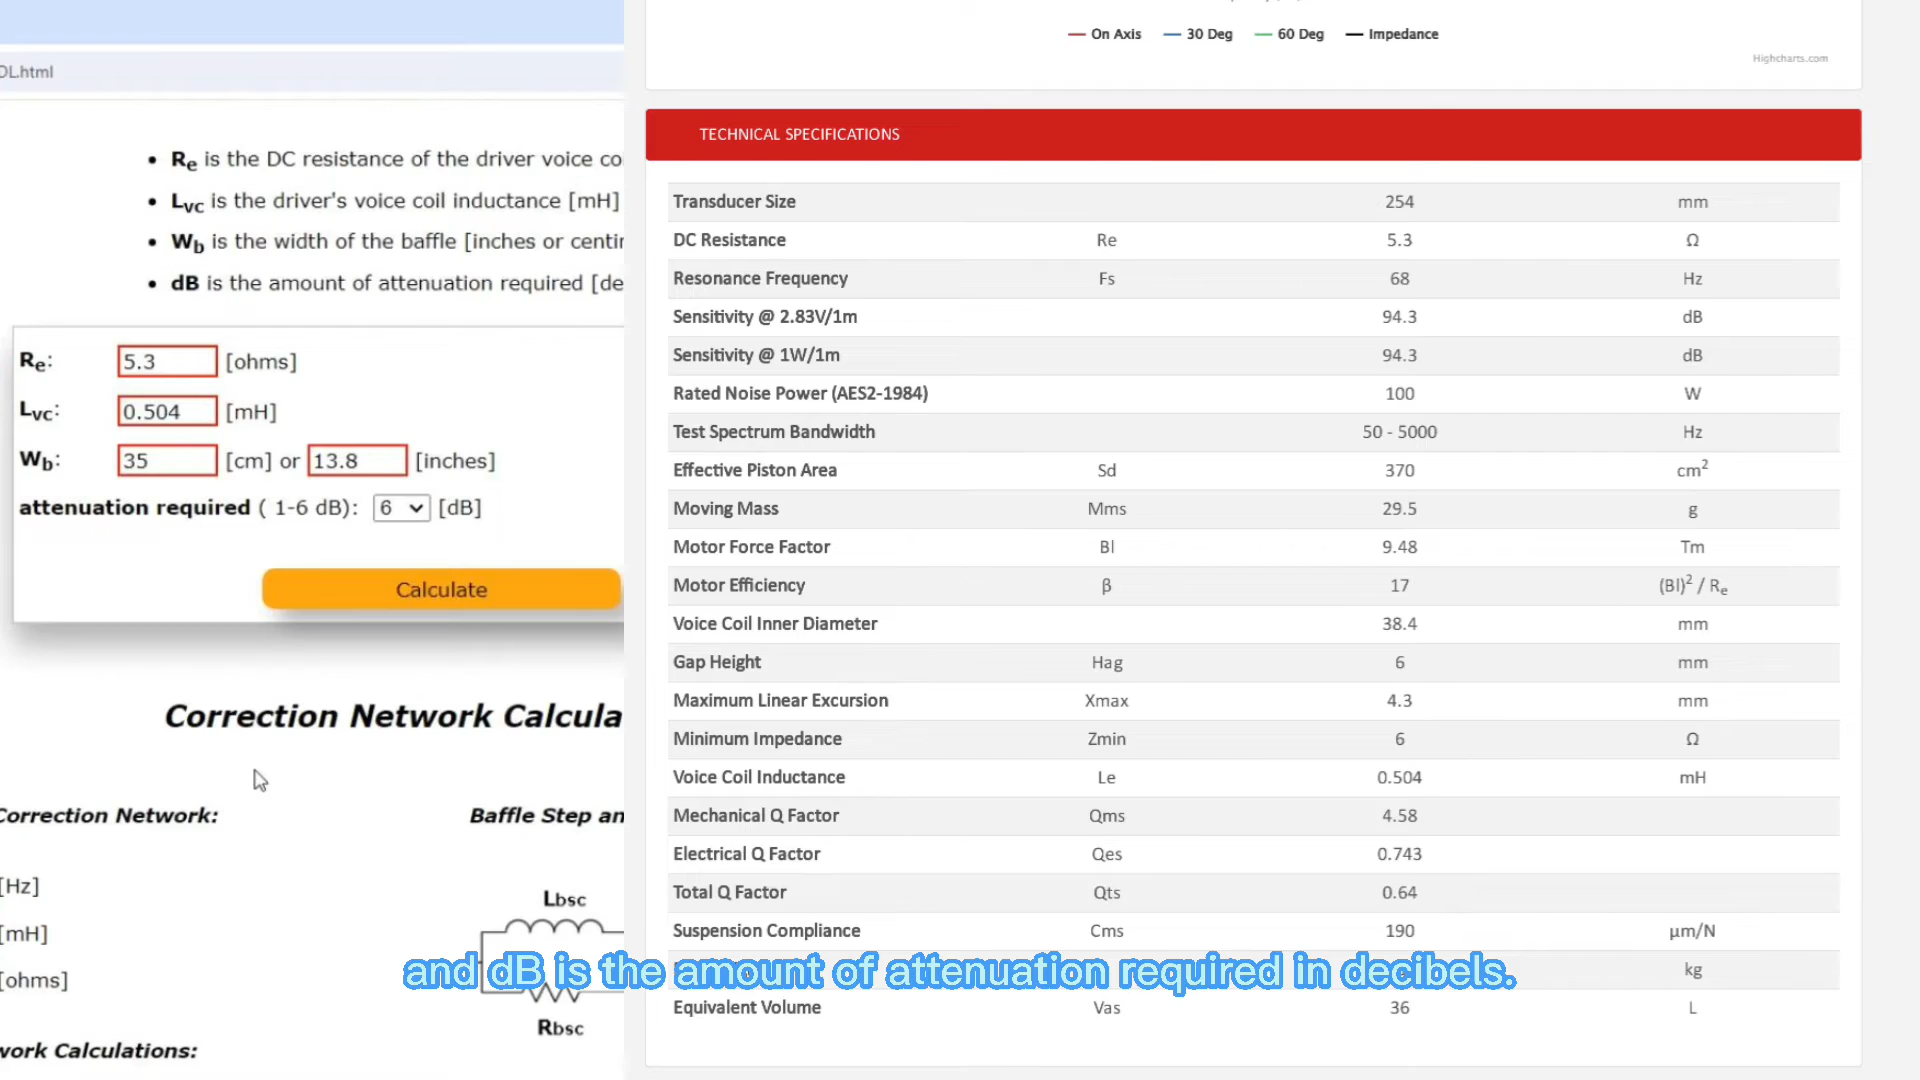 On Axis 30 Deg 60 Deg Impedance
Highcharts.com
OL.html
• Re is the DC resistance of the driver voice co
• Lvc is the driver's voice coil inductance [mH]
• Wb is the width of the baffle [inches or centi
• dB is the amount of attenuation required [de
Re: 5.3 [ohms]
Lvc: 0.504 [mH]
Wb: 35 [cm] or 13.8 [inches]
attenuation required ( 1-6 dB): 6 [dB]
Calculate
Correction Network Calcula
Correction Network:
Baffle Step an
[Hz]
[mH]
[ohms]
Lbsc
Rbsc
work Calculations:
TECHNICAL SPECIFICATIONS
Transducer Size 254 mm
DC Resistance Re 5.3 Ω
Resonance Frequency Fs 68 Hz
Sensitivity @ 2.83V/1m 94.3 dB
Sensitivity @ 1W/1m 94.3 dB
Rated Noise Power (AES2-1984) 100 W
Test Spectrum Bandwidth 50 - 5000 Hz
Effective Piston Area Sd 370 cm²
Moving Mass Mms 29.5 g
Motor Force Factor Bl 9.48 Tm
Motor Efficiency β 17 (Bl)² / Re
Voice Coil Inner Diameter 38.4 mm
Gap Height Hag 6 mm
Maximum Linear Excursion Xmax 4.3 mm
Minimum Impedance Zmin 6 Ω
Voice Coil Inductance Le 0.504 mH
Mechanical Q Factor Qms 4.58
Electrical Q Factor Qes 0.743
Total Q Factor Qts 0.64
Suspension Compliance Cms 190 µm/N
kg
Equivalent Volume Vas 36 L
and dB is the amount of attenuation required in decibels.